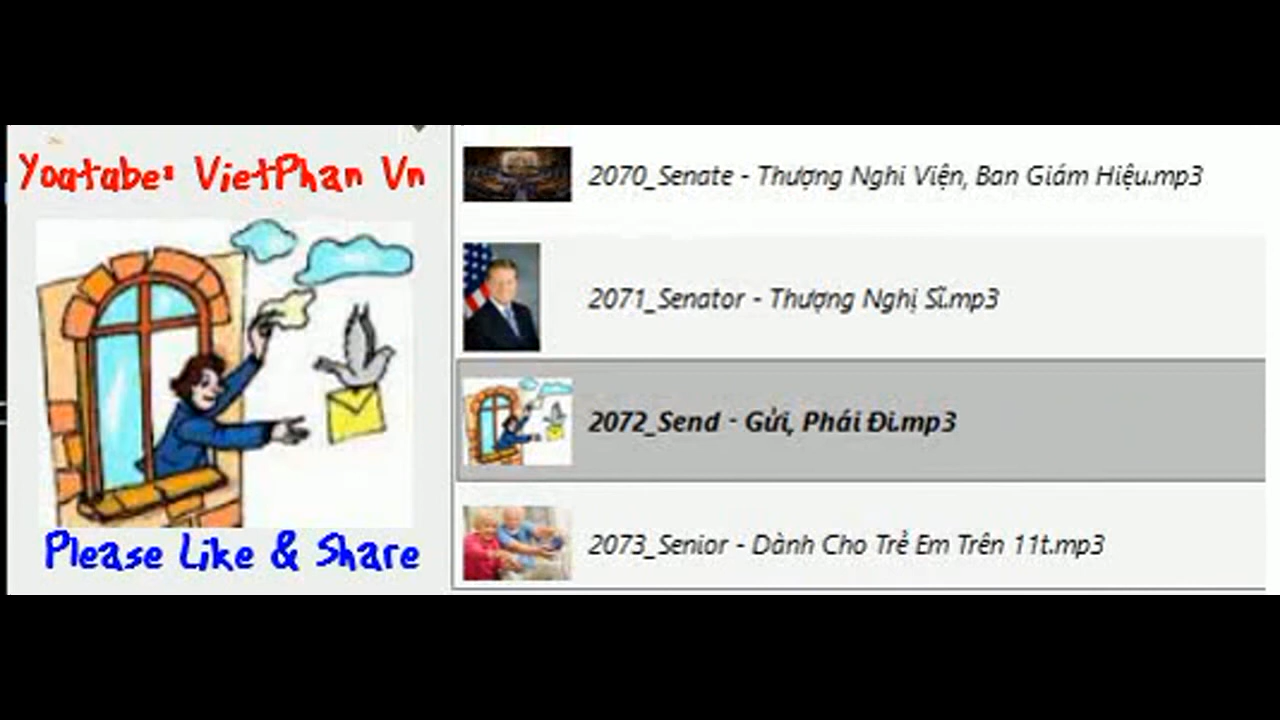 Youtube: VietPhan Vn
Please Like & Share
2070_Senate - Thượng Nghi Viện, Ban Giám Hiệu.mp3
2071_Senator - Thượng Nghị Sĩ.mp3
2072_Send - Gửi, Phái Đi.mp3
2073_Senior - Dành Cho Trẻ Em Trên 11t.mp3